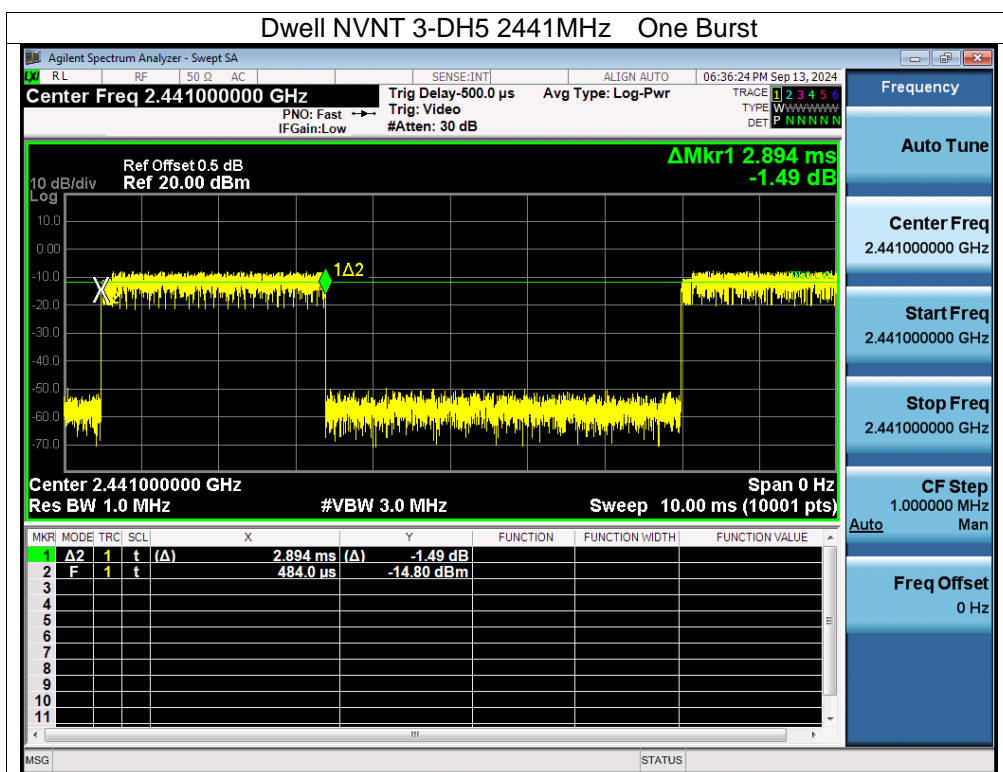 Dwell NVNT 3-DH5 2441MHz One Burst
Agilent Spectrum Analyzer - Swept SA
LXI RL RF 50 Ω AC SENSE:INT ALIGN AUTO 06:36:24 PM Sep 13, 2024
Center Freq 2.441000000 GHz
PNO: Fast
IFGain:Low
Trig Delay-500.0 µs
Trig: Video
#Atten: 30 dB
Avg Type: Log-Pwr
TRACE 1 2 3 4 5 6
TYPE WWWWWW
DET P N N N N N
ΔMkr1 2.894 ms
-1.49 dB
Ref Offset 0.5 dB
10 dB/div Ref 20.00 dBm
Log
10.0
0.00
-10.0
-20.0
-30.0
-40.0
-50.0
-60.0
-70.0
1Δ2
Center 2.441000000 GHz Span 0 Hz
Res BW 1.0 MHz #VBW 3.0 MHz Sweep 10.00 ms (10001 pts)
MKR MODE TRC SCL X Y FUNCTION FUNCTION WIDTH FUNCTION VALUE
1 Δ2 1 t (Δ) 2.894 ms (Δ) -1.49 dB
2 F 1 t 484.0 µs -14.80 dBm
3
4
5
6
7
8
9
10
11
MSG STATUS
Frequency
Auto Tune
Center Freq
2.441000000 GHz
Start Freq
2.441000000 GHz
Stop Freq
2.441000000 GHz
CF Step
1.000000 MHz
Auto Man
Freq Offset
0 Hz